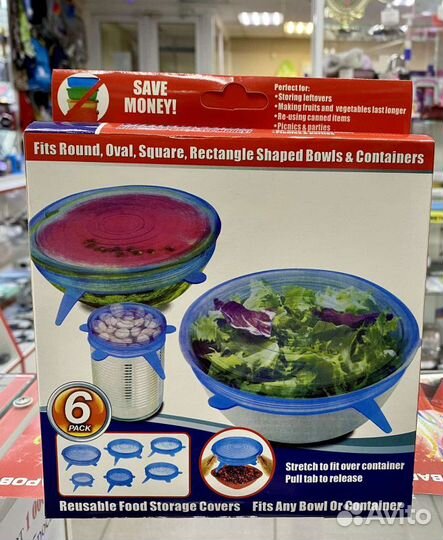 SAVE
MONEY!
Perfect for:
•Storing leftovers
•Making fruits and vegetables last longer
•Re-using canned items
•Picnics & parties
Fits Round, Oval, Square, Rectangle Shaped Bowls & Containers
6
PACK
Stretch to fit over container
Pull tab to release
Reusable Food Storage Covers Fits Any Bowl Or Container
Avito